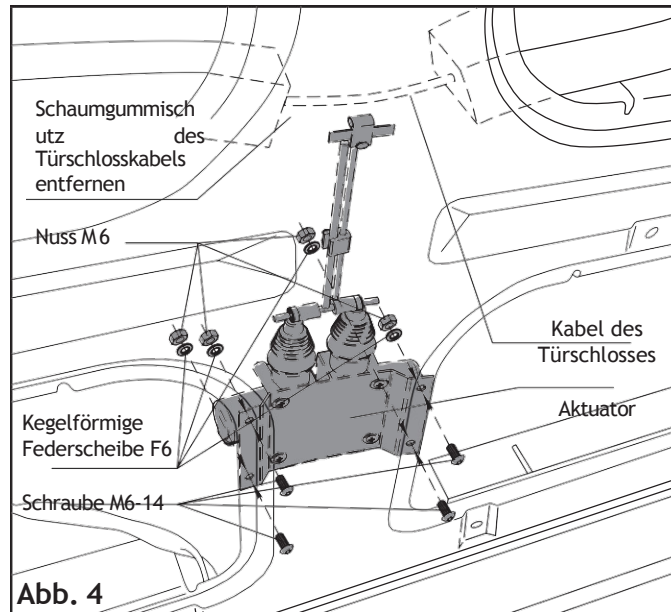 Schaumgummisch
utz des
Türschlosskabels
entfernen
Nuss M6
Kabel des
Türschlosses
Aktuator
Kegelförmige
Federscheibe F6
Schraube M6-14
Abb. 4